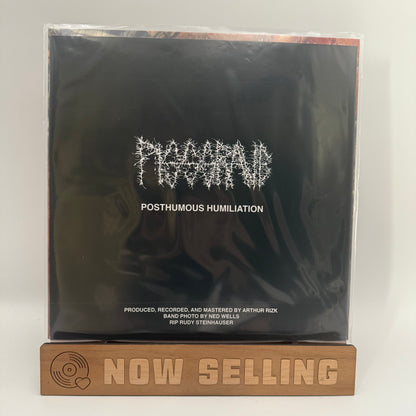 PISSGRAVE
POSTHUMOUS HUMILIATION
PRODUCED, RECORDED, AND MASTERED BY ARTHUR RIZK
BAND PHOTO BY NED WELLS
RIP RUDY STEINHAUSER
NOW SELLING